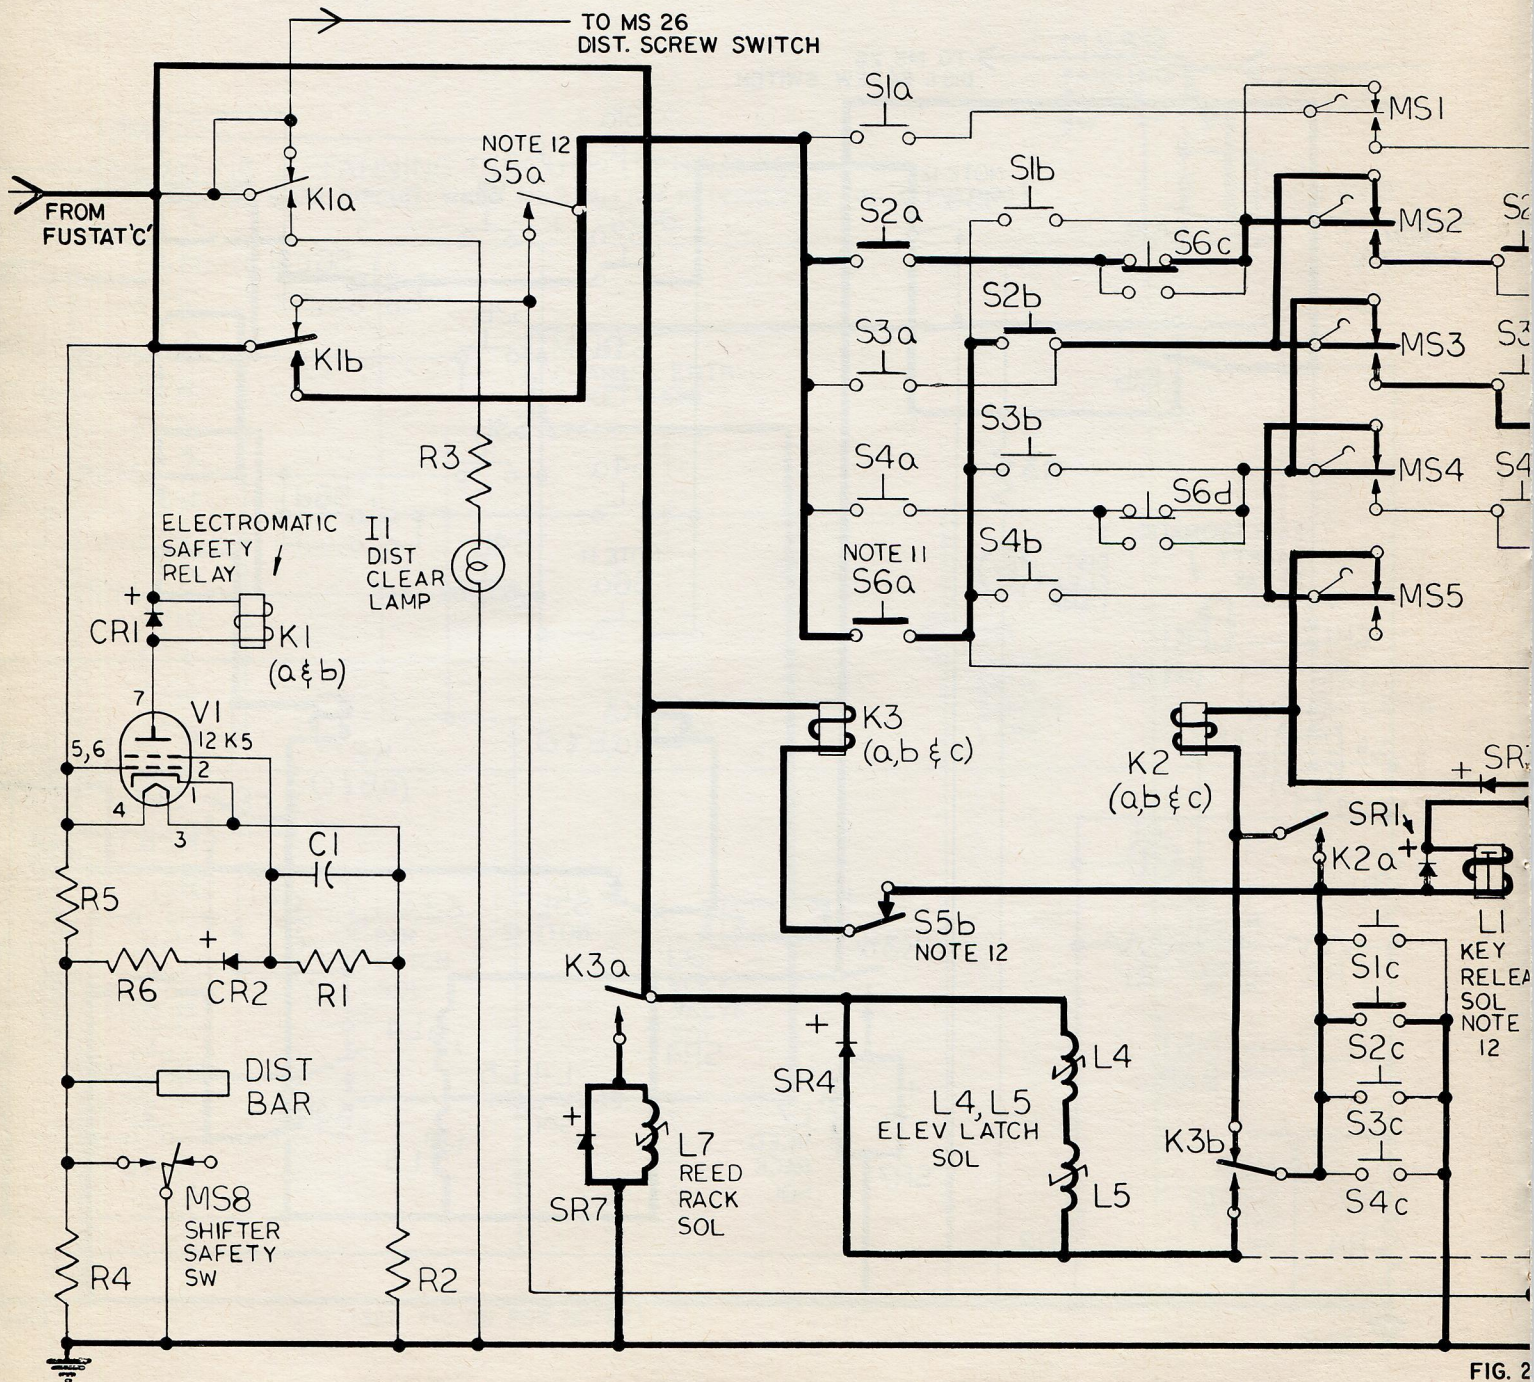 TO MS 26
DIST. SCREW SWITCH
S1a
MS1
NOTE 12
S5a
S1b
K1a
FROM
FUSTAT 'C'
S2a
MS2
S6c
S2b
S3a
K1b
MS3
S3b
R3
S4a
MS4
S4
S6d
ELECTROMATIC
SAFETY
RELAY
I1
DIST
CLEAR
LAMP
NOTE 11
S6a
S4b
MS5
+
CR1
K1
(a & b)
7
V1
12 K5
5,6
2
1
4
3
K3
(a,b & c)
K2
(a,b & c)
+
SR1
+
K2a
C1
R5
S5b
NOTE 12
L1
KEY
SOL
NOTE
12
S1c
+
R6
CR2
R1
K3a
+
SR4
L4
S2c
DIST
BAR
L4, L5
ELEV LATCH
SOL
S3c
+
L7
REED
RACK
SOL
SR7
K3b
L5
S4c
MS8
SHIFTER
SAFETY
SW
R4
R2
FIG. 2